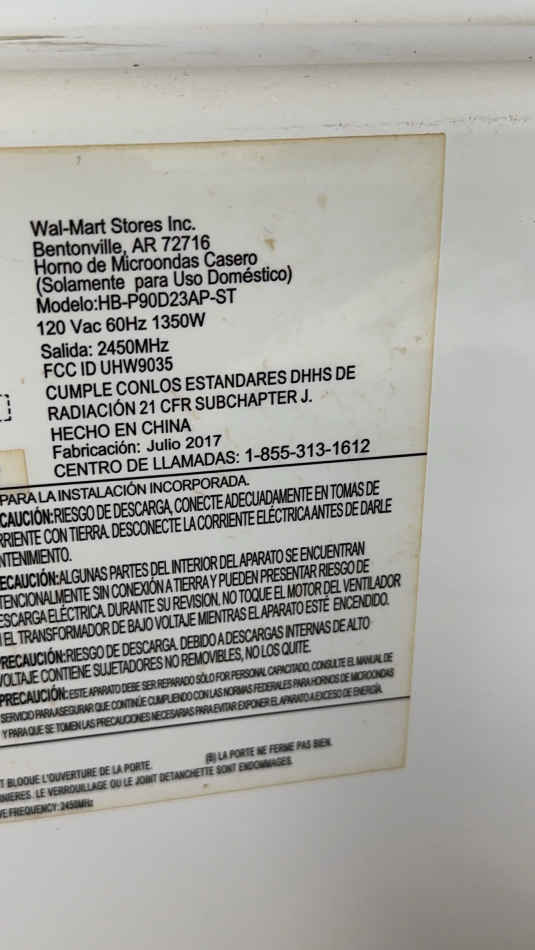 Wal-Mart Stores Inc.
Bentonville, AR 72716
Horno de Microondas Casero
(Solamente para Uso Doméstico)
Modelo:HB-P90D23AP-ST
120 Vac 60Hz 1350W
Salida: 2450MHz
FCC ID UHW9035
CUMPLE CONLOS ESTANDARES DHHS DE
RADIACIÓN 21 CFR SUBCHAPTER J.
HECHO EN CHINA
Fabricación: Julio 2017
CENTRO DE LLAMADAS: 1-855-313-1612
PARA LA INSTALACIÓN INCORPORADA.
CAUCIÓN:RIESGO DE DESCARGA, CONECTE ADECUADAMENTE EN TOMAS DE
RRIENTE CON TIERRA. DESCONECTE LA CORRIENTE ELÉCTRICA ANTES DE DARLE
NTENIMIENTO.
ECAUCIÓN:ALGUNAS PARTES DEL INTERIOR DEL APARATO SE ENCUENTRAN
TENCIONALMENTE SIN CONEXIÓN A TIERRA Y PUEDEN PRESENTAR RIESGO DE
ESCARGA ELÉCTRICA. DURANTE SU REVISION. NO TOQUE EL MOTOR DEL VENTILADOR
I EL TRANSFORMADOR DE BAJO VOLTAJE MIENTRAS EL APARATO ESTÉ ENCENDIDO.
PRECAUCIÓN:RIESGO DE DESCARGA. DEBIDO A DESCARGAS INTERNAS DE ALTO
VOLTAJE CONTIENE SUJETADORES NO REMOVIBLES, NO LOS QUITE.
PRECAUCIÓN: ESTE APARATO DEBE SER REPARADO SÓLO FOR PERSONAL CAPACITADO, CONSULTE EL MANUAL DE
SERVICIO PARA ASEGURAR QUE CONTINÚE CUMPLIENDO CON LAS NORMAS FEDERALES PARA HORNOS DE MICROONDAS
Y PARA QUE SE TOMEN LAS PRECAUCIONES NECESARIAS PARA EVITAR EXPONER EL APARATO A EXCESO DE ENERGÍA.
T BLOQUE L'OUVERTURE DE LA PORTE. (B) LA PORTE NE FERME PAS BIEN.
NIERES. LE VERROUILLAGE OU LE JOINT DETANCHETTE SONT ENDOMMAGES.
VE FREQUENCY: 2450MHz